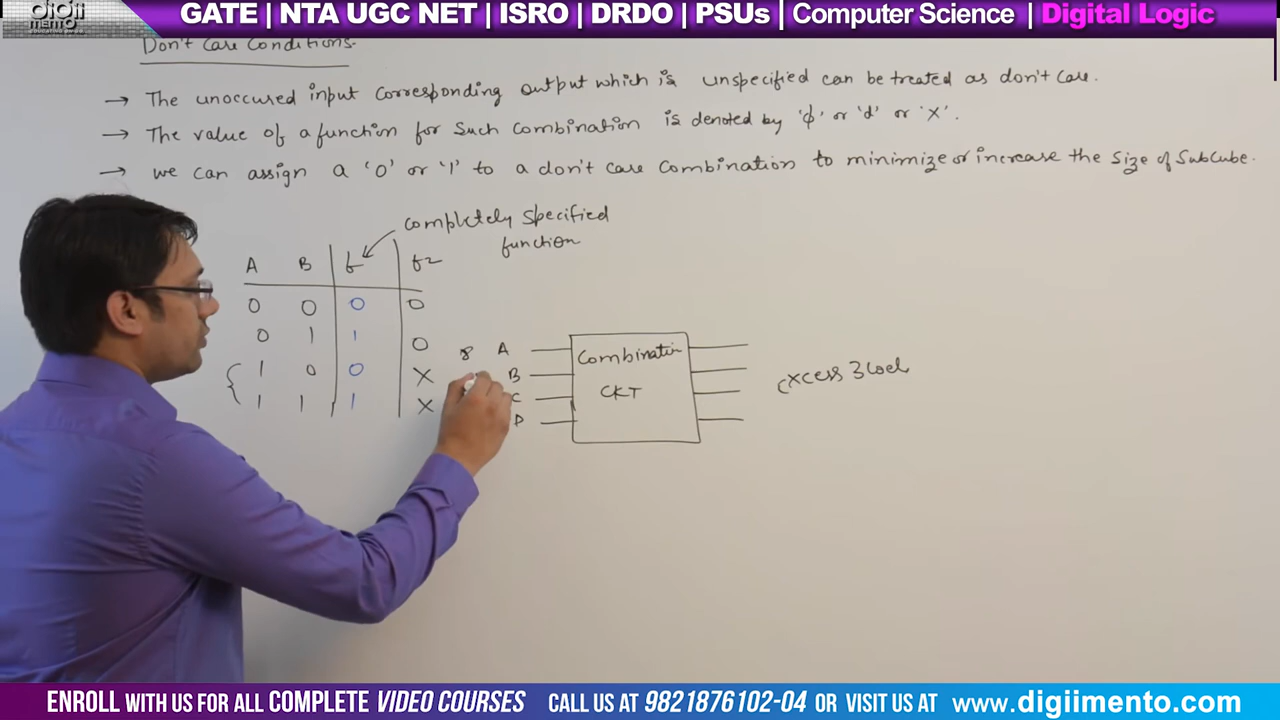 digiimento
GATE | NTA UGC NET | ISRO | DRDO | PSUs | Computer Science | Digital Logic
Don't Care Conditions.
→ The unoccured input corresponding output which is unspecified can be treated as don't care.
→ The value of a function for such combination is denoted by 'φ' or 'd' or 'x'.
→ we can assign a '0' or '1' to a don't care combination to minimize or increase the size of subcube.
completely specified
function
A B f f2
0 0 0 0
0 1 1 0
1 0 0 X
1 1 1 X
8 A
B
C
D
Combination
CKT
excess 3 code
ENROLL WITH US FOR ALL COMPLETE VIDEO COURSES CALL US AT 9821876102-04 OR VISIT US AT www.digiimento.com